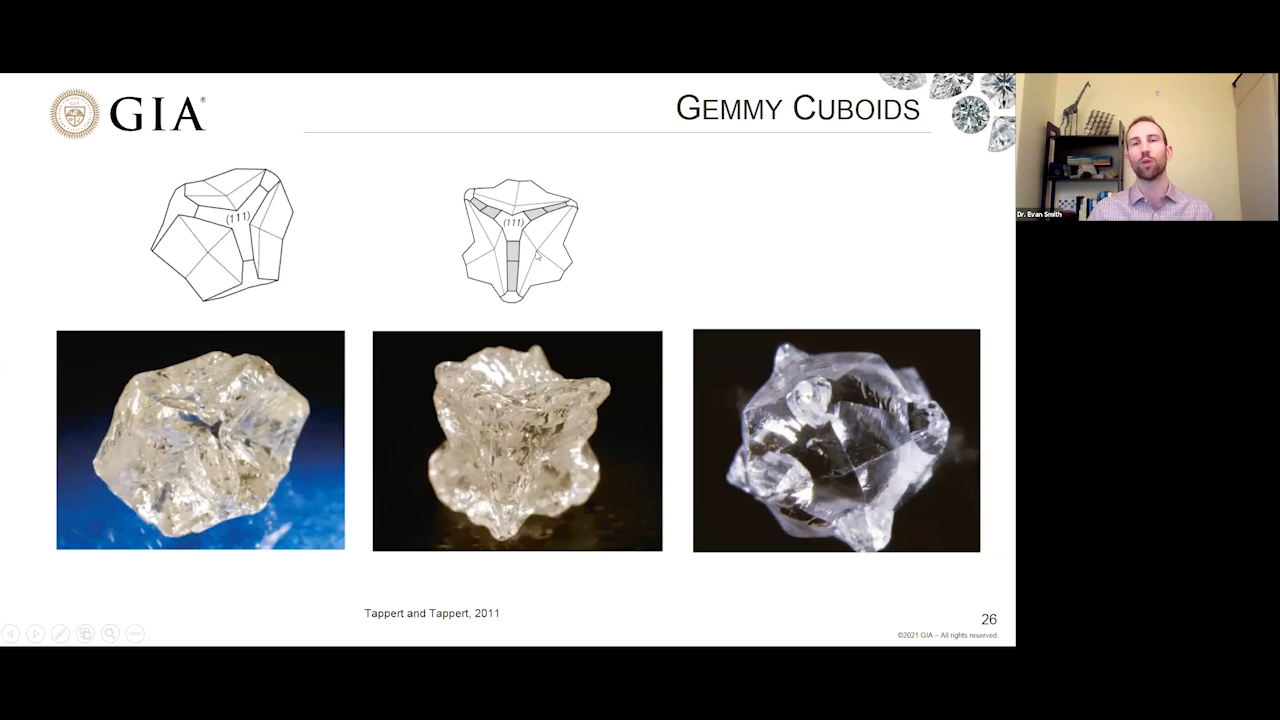 GIA®
GEMMY CUBOIDS
(111)
(111)
Dr. Evan Smith
Tappert and Tappert, 2011
26
©2021 GIA – All rights reserved.